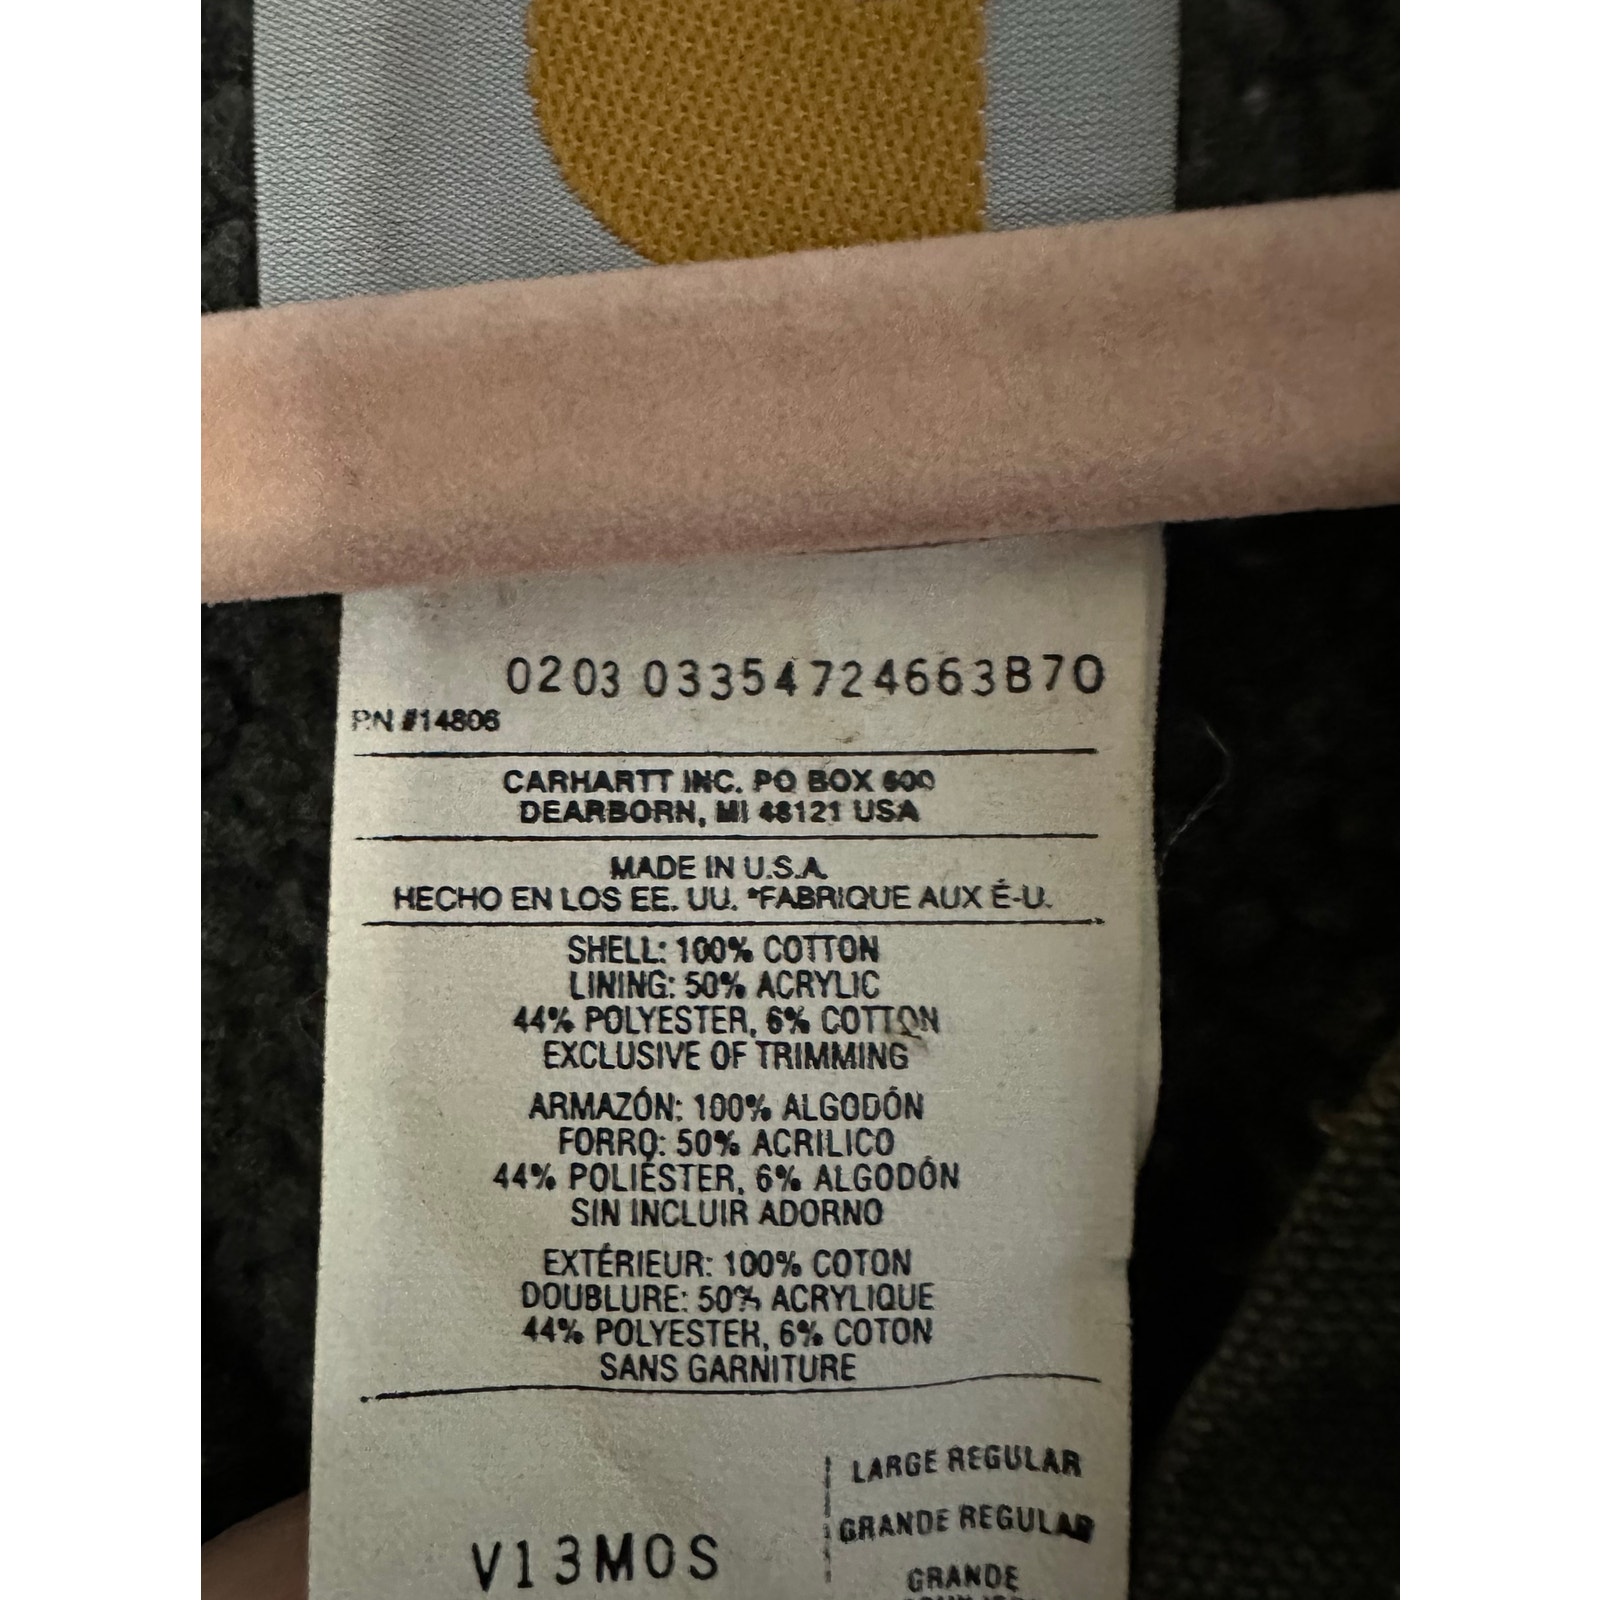 0203 03354724663B70
RN #14806
CARHARTT INC. PO BOX 600
DEARBORN, MI 48121 USA
MADE IN U.S.A.
HECHO EN LOS EE. UU. *FABRIQUE AUX É-U.
SHELL: 100% COTTON
LINING: 50% ACRYLIC
44% POLYESTER, 6% COTTON
EXCLUSIVE OF TRIMMING
ARMAZÓN: 100% ALGODÓN
FORRO: 50% ACRILICO
44% POLIÉSTER, 6% ALGODÓN
SIN INCLUIR ADORNO
EXTÉRIEUR: 100% COTON
DOUBLURE: 50% ACRYLIQUE
44% POLYESTER, 6% COTON
SANS GARNITURE
LARGE REGULAR
GRANDE REGULAR
V13MOS
GRANDE